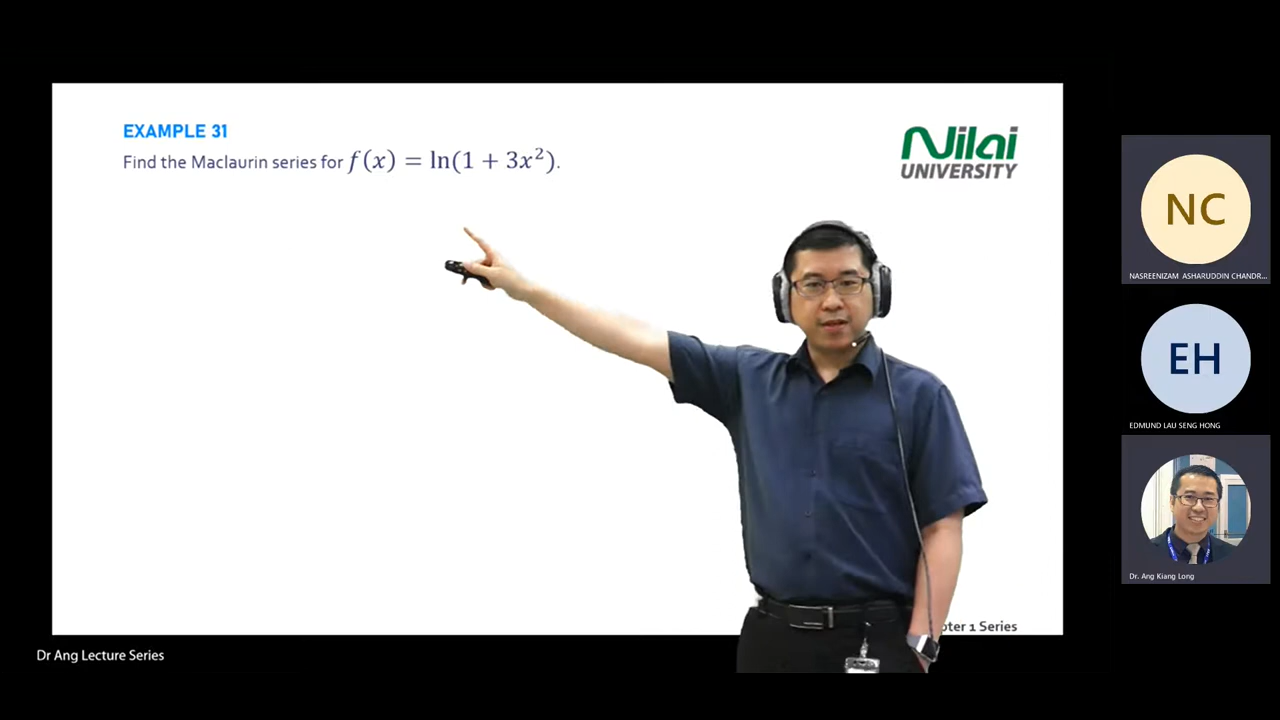 EXAMPLE 31
Find the Maclaurin series for f(x) = ln(1 + 3x²).
Nilai
UNIVERSITY
NC
NASREENIZAM ASHARUDDIN CHANDR...
EH
EDMUND LAU SENG HONG
Dr. Ang Kiang Long
pter 1 Series
Dr Ang Lecture Series